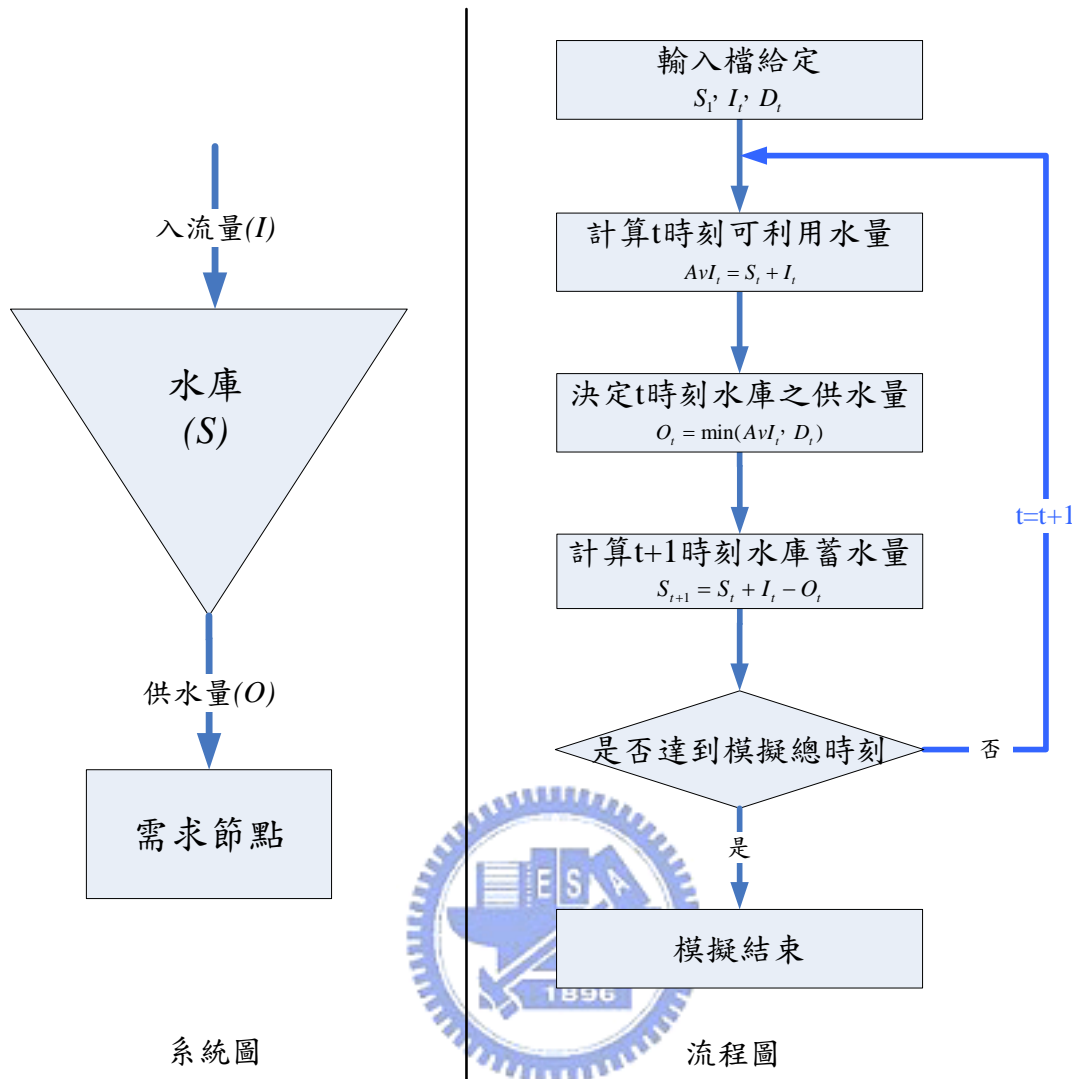 入流量(I)
水庫
(S)
供水量(O)
需求節點
系統圖
輸入檔給定
S₁, Iₜ, Dₜ
計算t時刻可利用水量
AvIₜ = Sₜ + Iₜ
決定t時刻水庫之供水量
Oₜ = min(AvIₜ, Dₜ)
計算t+1時刻水庫蓄水量
Sₜ₊₁ = Sₜ + Iₜ − Oₜ
是否達到模擬總時刻
否
t=t+1
是
模擬結束
流程圖
E S A
1896